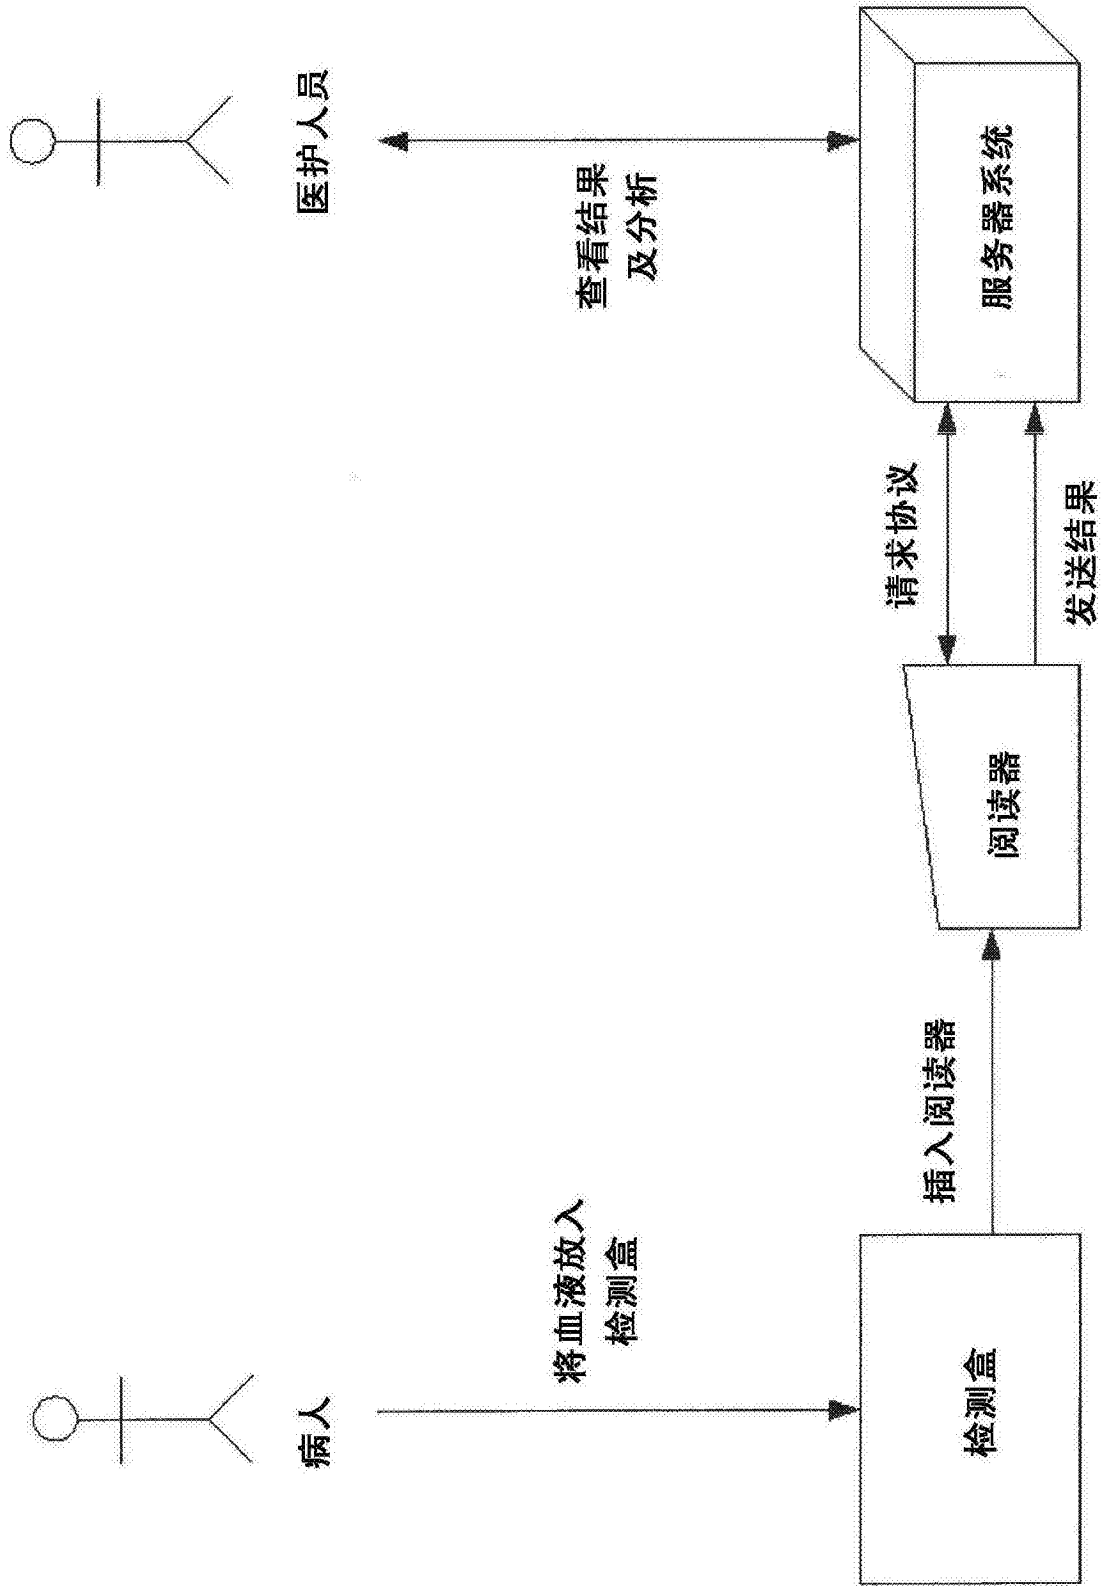 病人
将血液放入
检测盒
检测盒
插入阅读器
阅读器
请求协议
发送结果
医护人员
查看结果
及分析
服务器系统